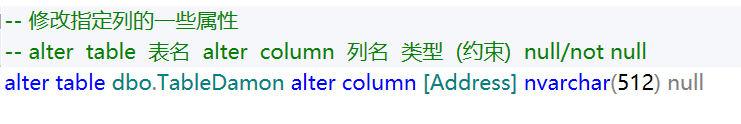 -- 修改指定列的一些属性
-- alter  table  表名  alter  column  列名  类型  (约束)  null/not null
alter table dbo.TableDamon alter column [Address] nvarchar(512) null